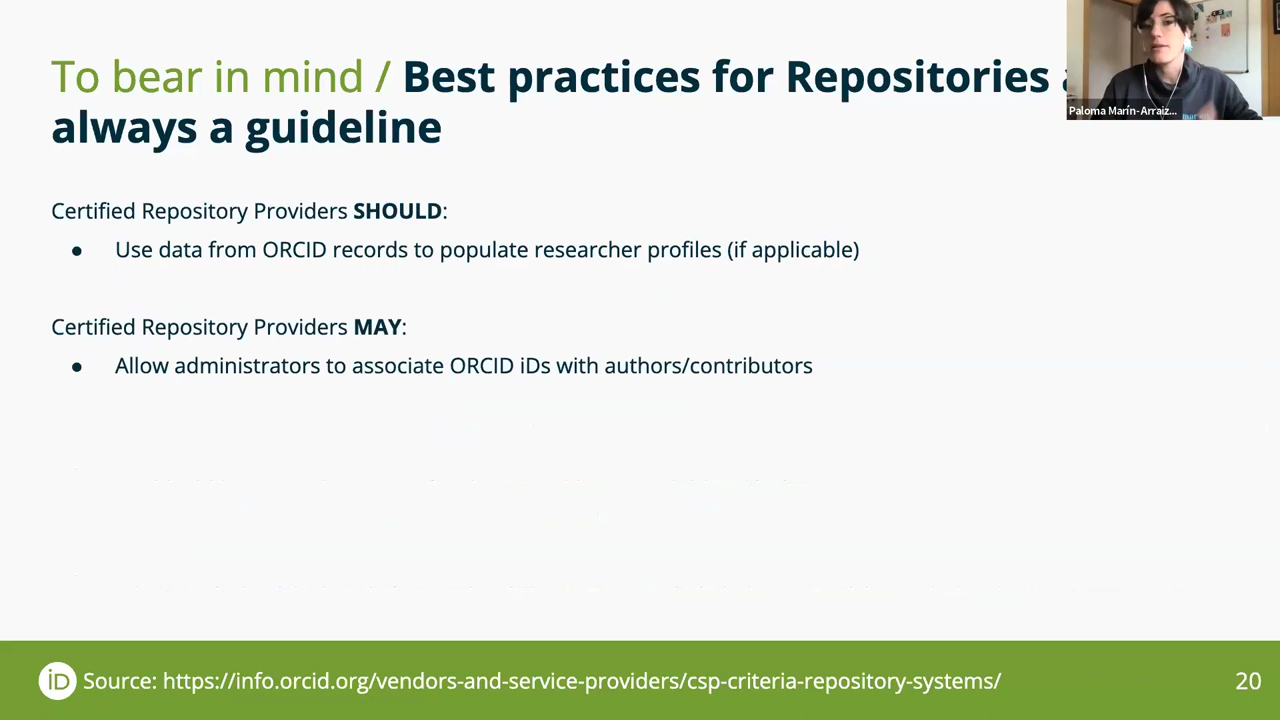 To bear in mind / Best practices for Repositories
always a guideline
Paloma Marín-Arraiz...
Certified Repository Providers SHOULD:
● Use data from ORCID records to populate researcher profiles (if applicable)
Certified Repository Providers MAY:
● Allow administrators to associate ORCID iDs with authors/contributors
iD Source: https://info.orcid.org/vendors-and-service-providers/csp-criteria-repository-systems/
20